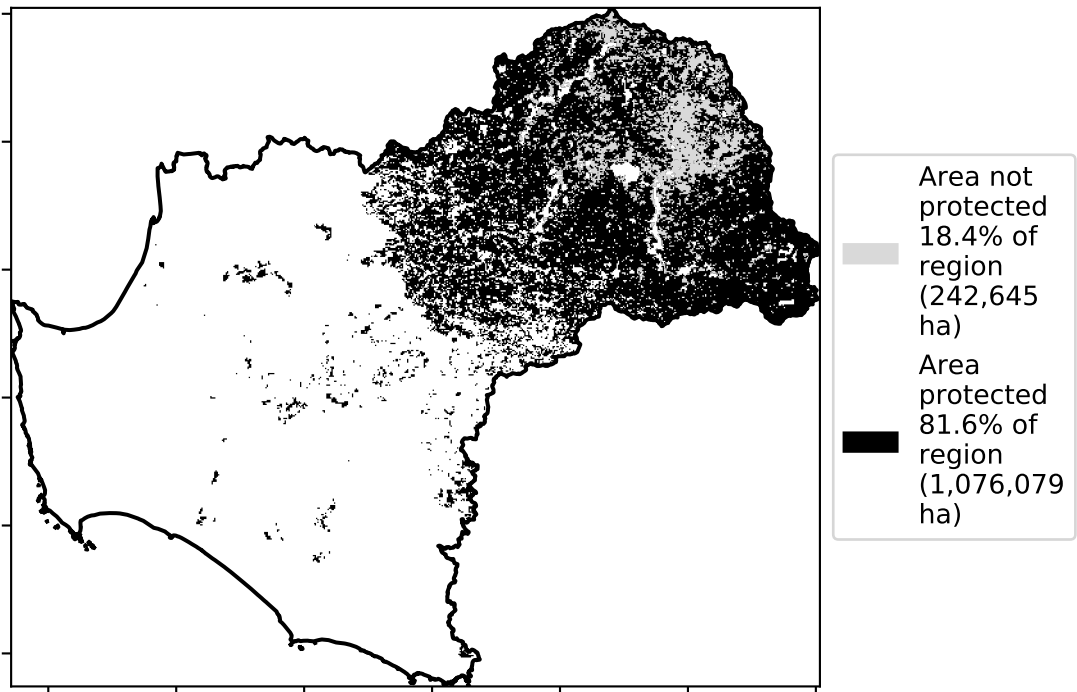 Area not
protected
18.4% of
region
(242,645
ha)
Area
protected
81.6% of
region
(1,076,079
ha)